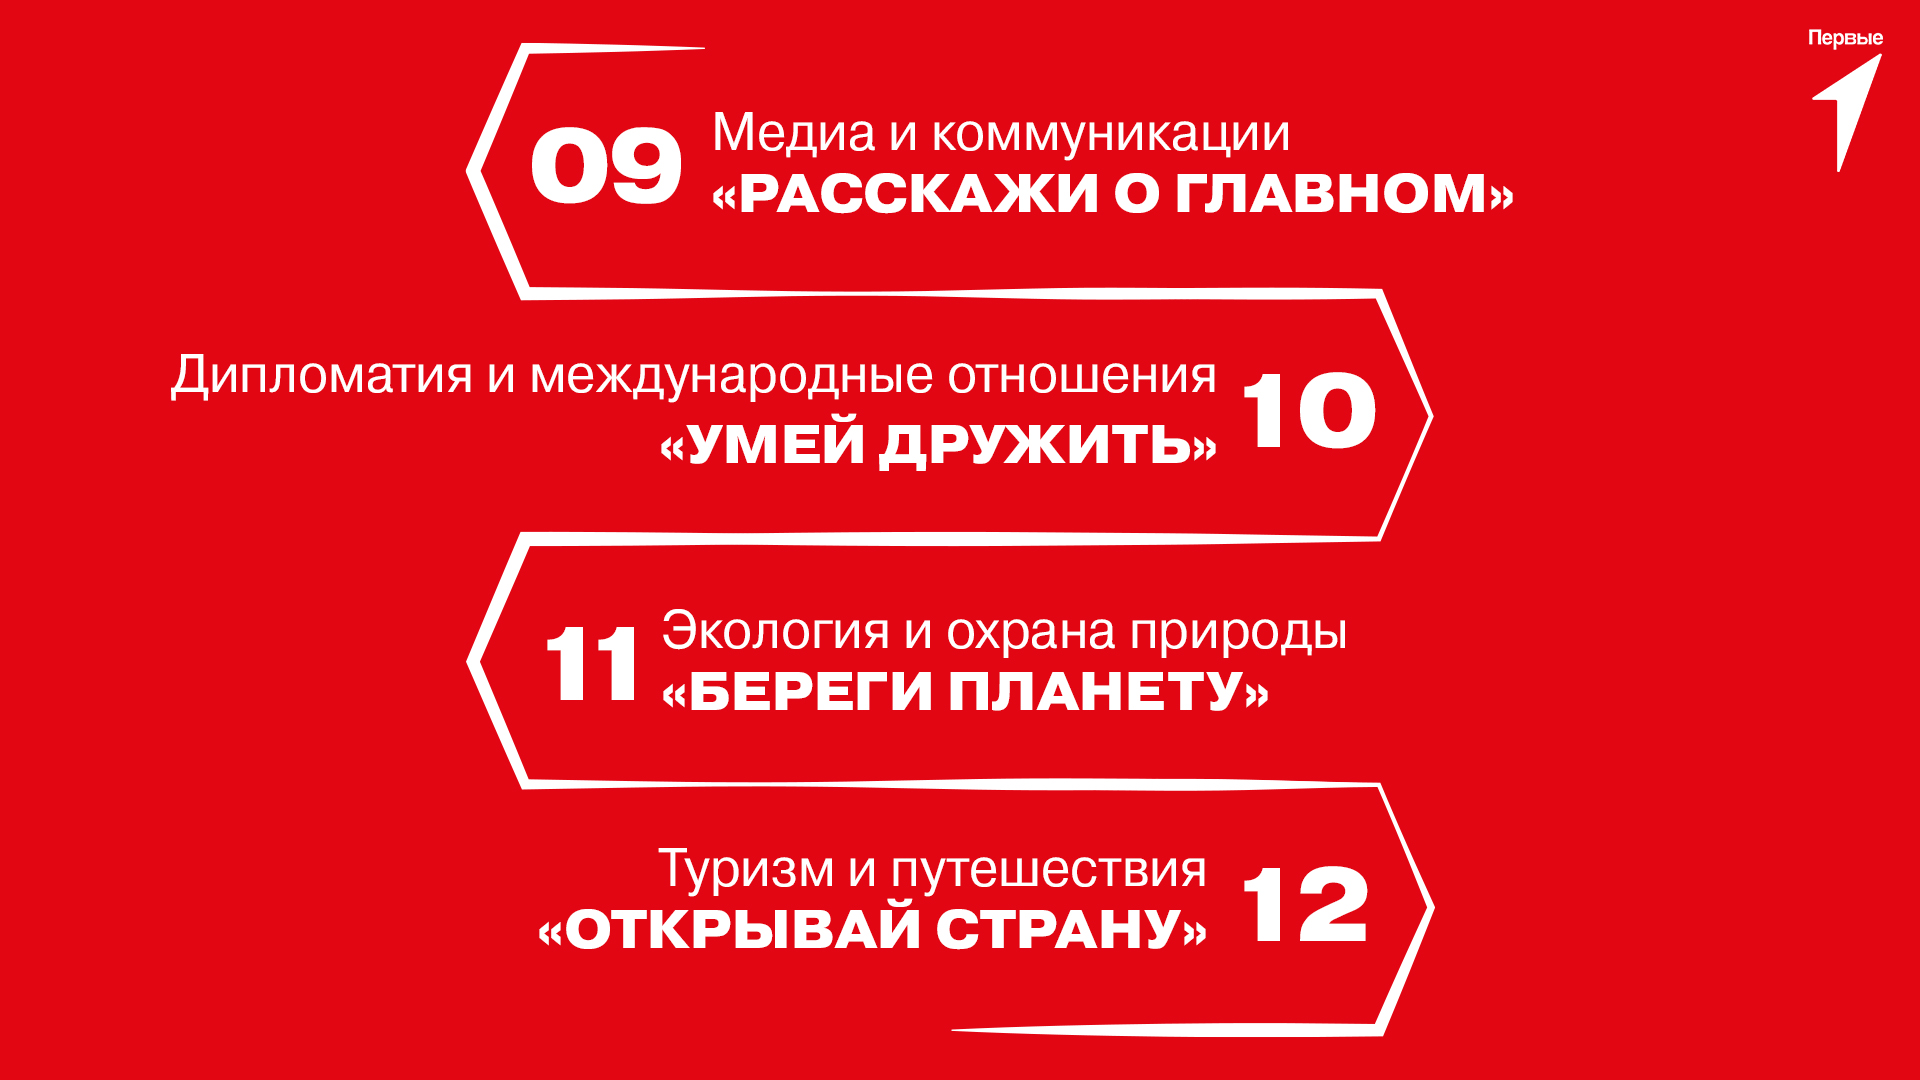 Первые
09
Медиа и коммуникации
«РАССКАЖИ О ГЛАВНОМ»
Дипломатия и международные отношения
«УМЕЙ ДРУЖИТЬ»
10
11
Экология и охрана природы
«БЕРЕГИ ПЛАНЕТУ»
Туризм и путешествия
«ОТКРЫВАЙ СТРАНУ»
12